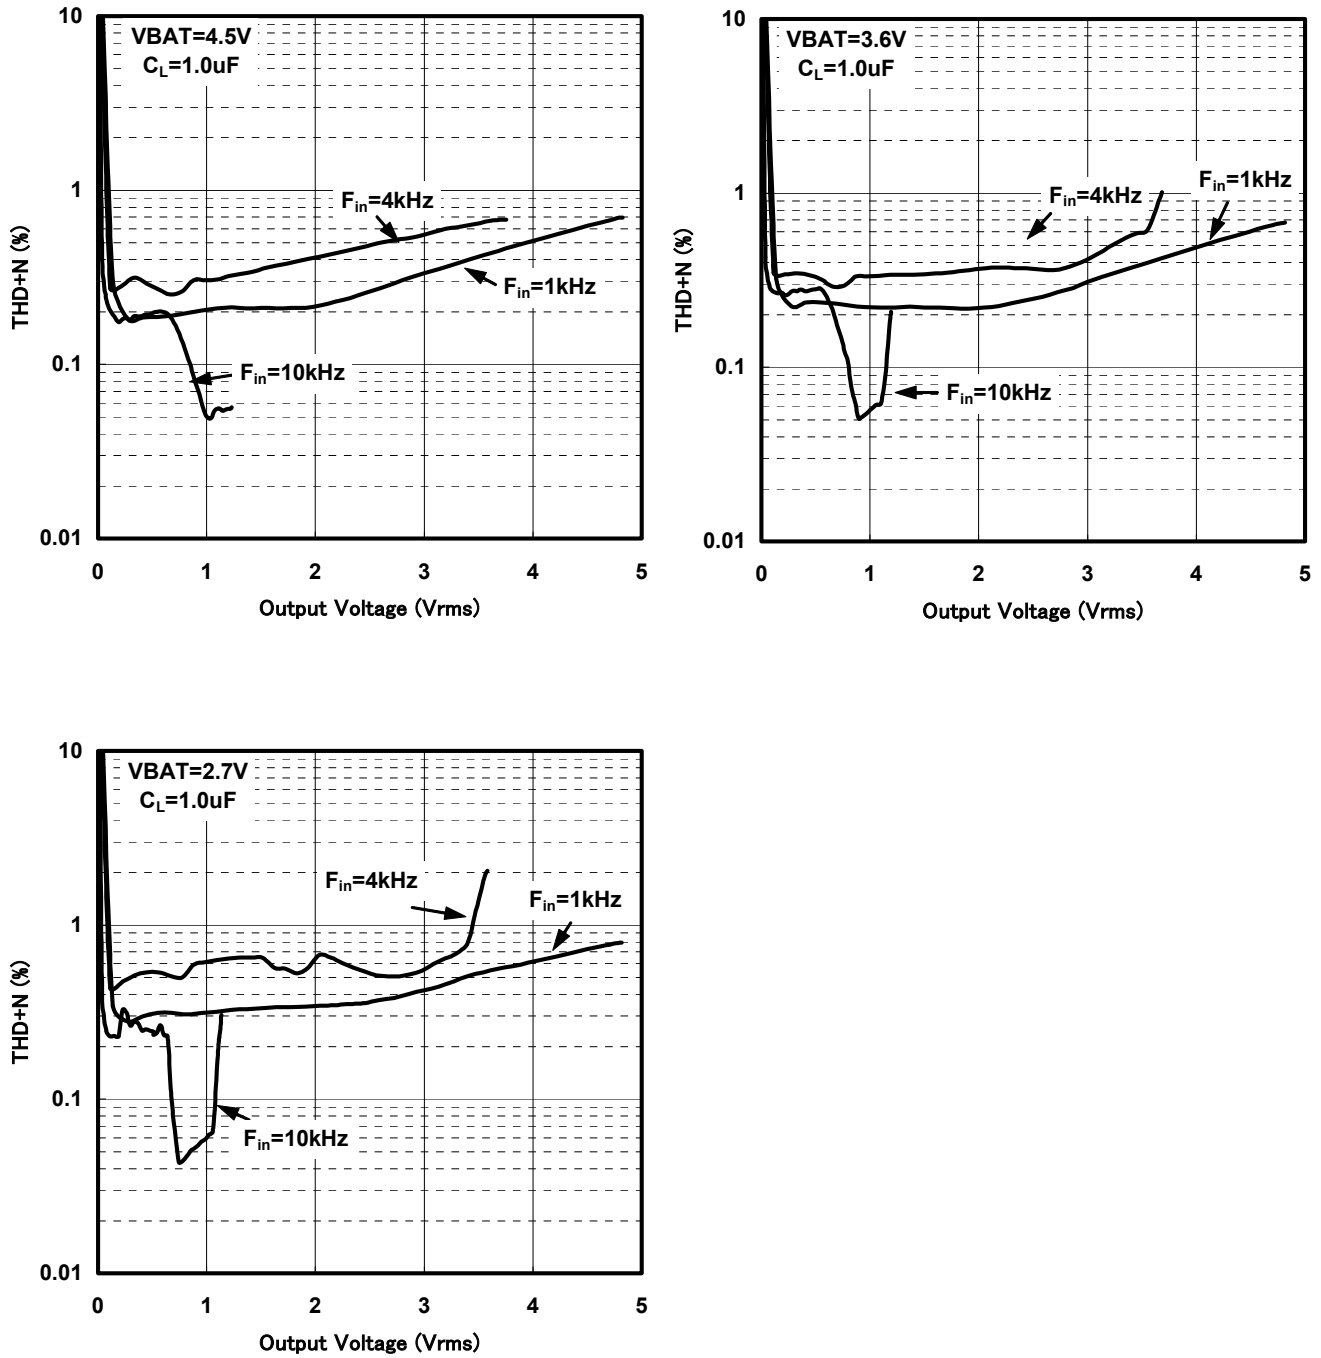 10
1
0.1
0.01
THD+N (%)
VBAT=4.5V
CL=1.0uF
Fin=4kHz
Fin=1kHz
Fin=10kHz
0 1 2 3 4 5
Output Voltage (Vrms)
10
1
0.1
0.01
THD+N (%)
VBAT=3.6V
CL=1.0uF
Fin=4kHz
Fin=1kHz
Fin=10kHz
0 1 2 3 4 5
Output Voltage (Vrms)
10
1
0.1
0.01
THD+N (%)
VBAT=2.7V
CL=1.0uF
Fin=4kHz
Fin=1kHz
Fin=10kHz
0 1 2 3 4 5
Output Voltage (Vrms)